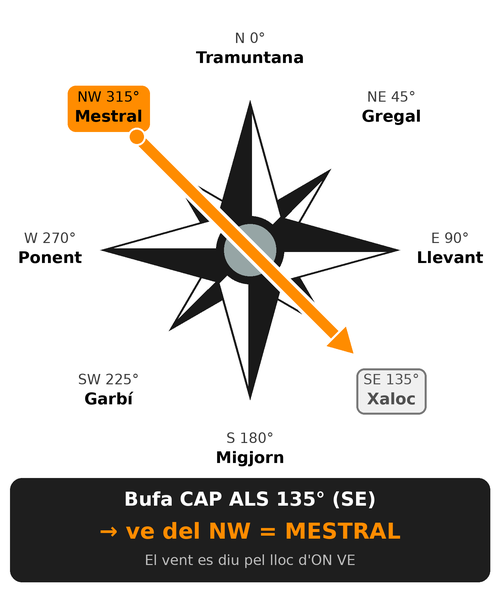 N 0°
Tramuntana
NW 315°
Mestral
NE 45°
Gregal
W 270°
Ponent
E 90°
Llevant
SW 225°
Garbí
SE 135°
Xaloc
S 180°
Migjorn
Bufa CAP ALS 135° (SE)
→ ve del NW = MESTRAL
El vent es diu pel lloc d'ON VE